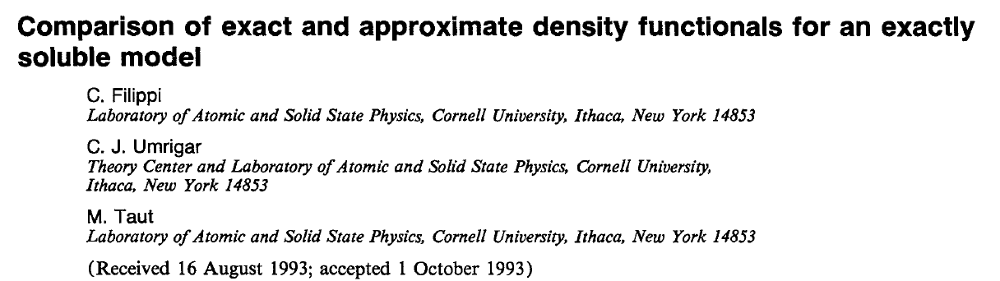 Comparison of exact and approximate density functionals for an exactly
soluble model
C. Filippi
Laboratory of Atomic and Solid State Physics, Cornell University, Ithaca, New York 14853
C. J. Umrigar
Theory Center and Laboratory of Atomic and Solid State Physics, Cornell University,
Ithaca, New York 14853
M. Taut
Laboratory of Atomic and Solid State Physics, Cornell University, Ithaca, New York 14853
(Received 16 August 1993; accepted 1 October 1993)